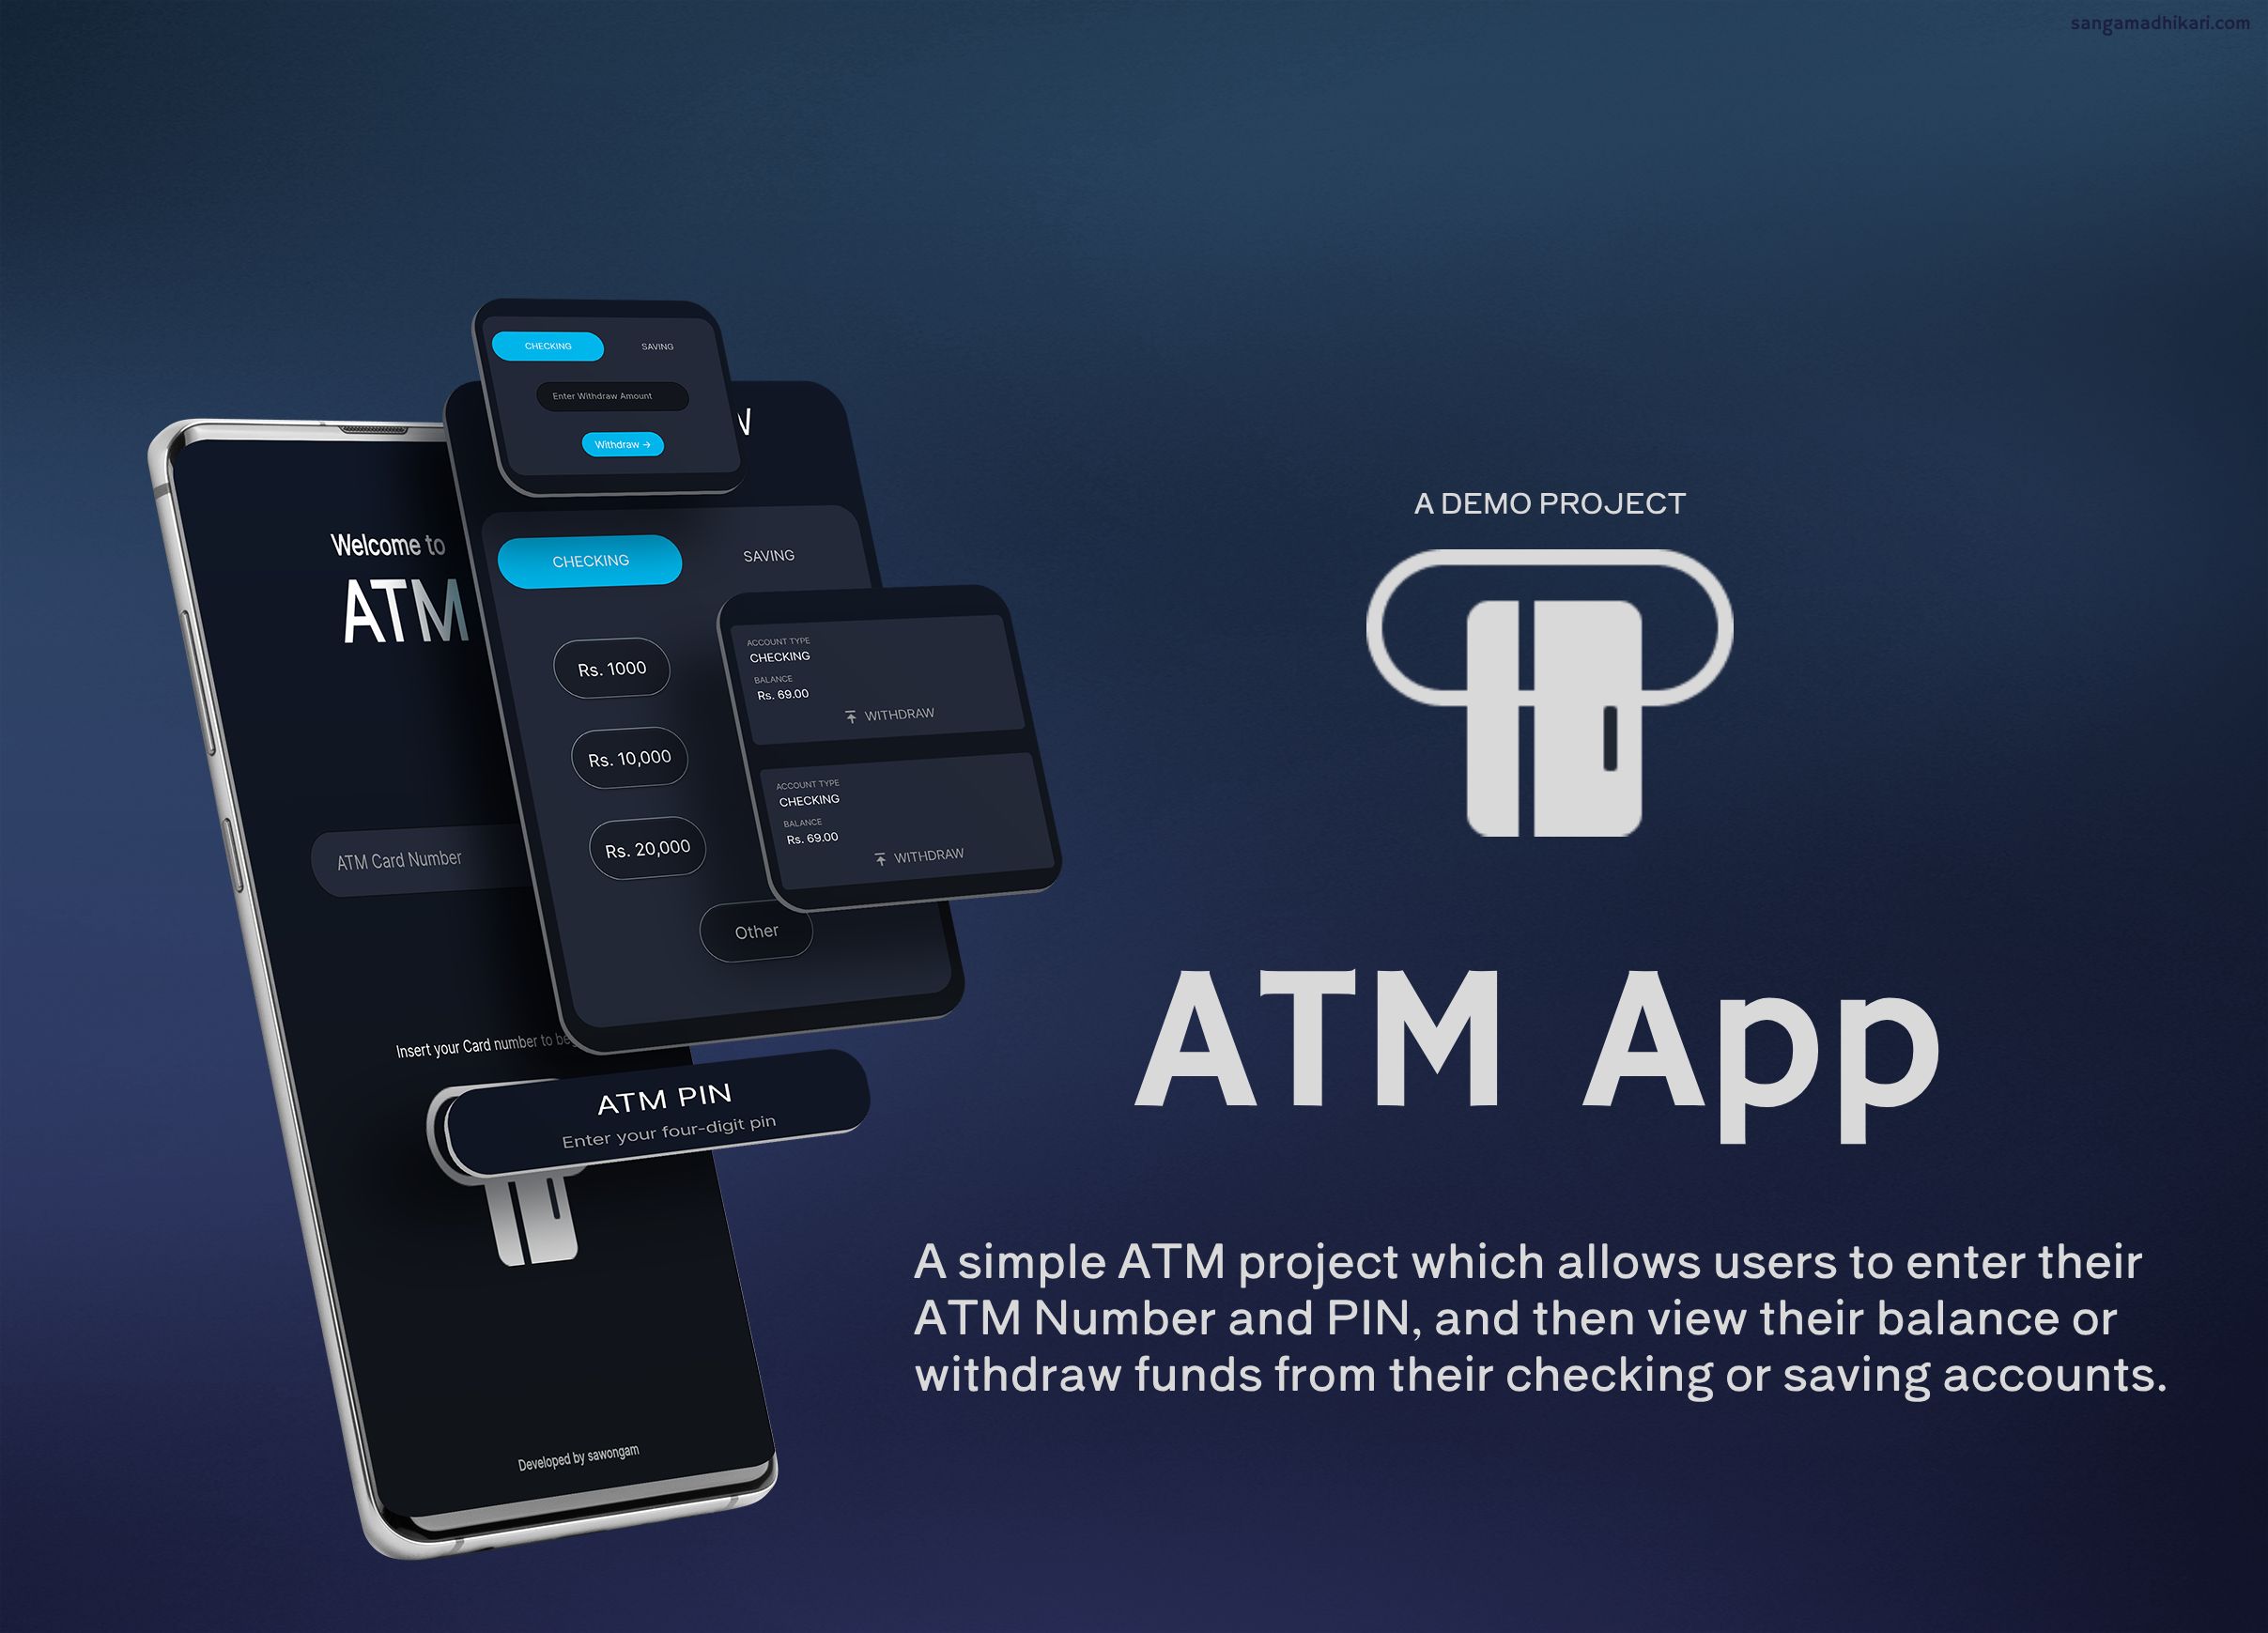 sangamadhikari.com
CHECKING
SAVING
Enter Withdraw Amount
Withdraw →
CHECKING
SAVING
Rs. 1000
Rs. 10,000
Rs. 20,000
Other
ACCOUNT TYPE
CHECKING
BALANCE
Rs. 69.00
WITHDRAW
ACCOUNT TYPE
CHECKING
BALANCE
Rs. 69.00
WITHDRAW
Welcome to
ATM
ATM Card Number
Insert your Card number to
ATM PIN
Enter your four-digit pin
Developed by sawongam
A DEMO PROJECT
ATM App
A simple ATM project which allows users to enter their
ATM Number and PIN, and then view their balance or
withdraw funds from their checking or saving accounts.